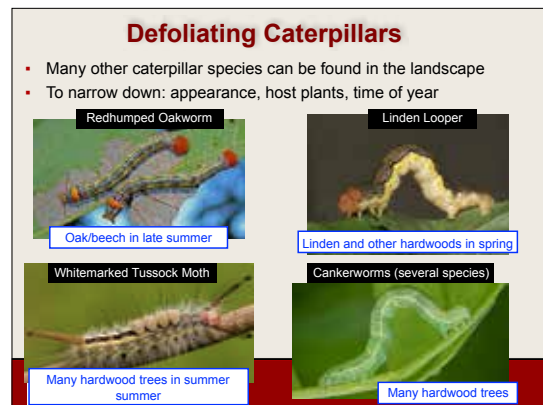 Defoliating Caterpillars
▪ Many other caterpillar species can be found in the landscape
▪ To narrow down: appearance, host plants, time of year
Redhumped Oakworm
Oak/beech in late summer
Linden Looper
Linden and other hardwoods in spring
Whitemarked Tussock Moth
Many hardwood trees in summer
summer
Cankerworms (several species)
Many hardwood trees